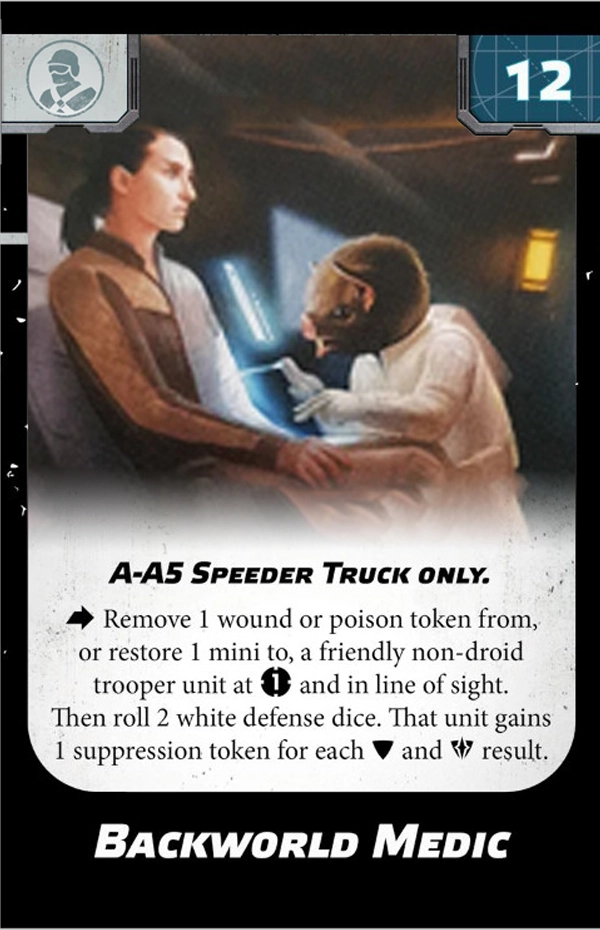 12
A-A5 Speeder Truck only.
Remove 1 wound or poison token from,
or restore 1 mini to, a friendly non-droid
trooper unit at 1 and in line of sight.
Then roll 2 white defense dice. That unit gains
1 suppression token for each and result.
Backworld Medic